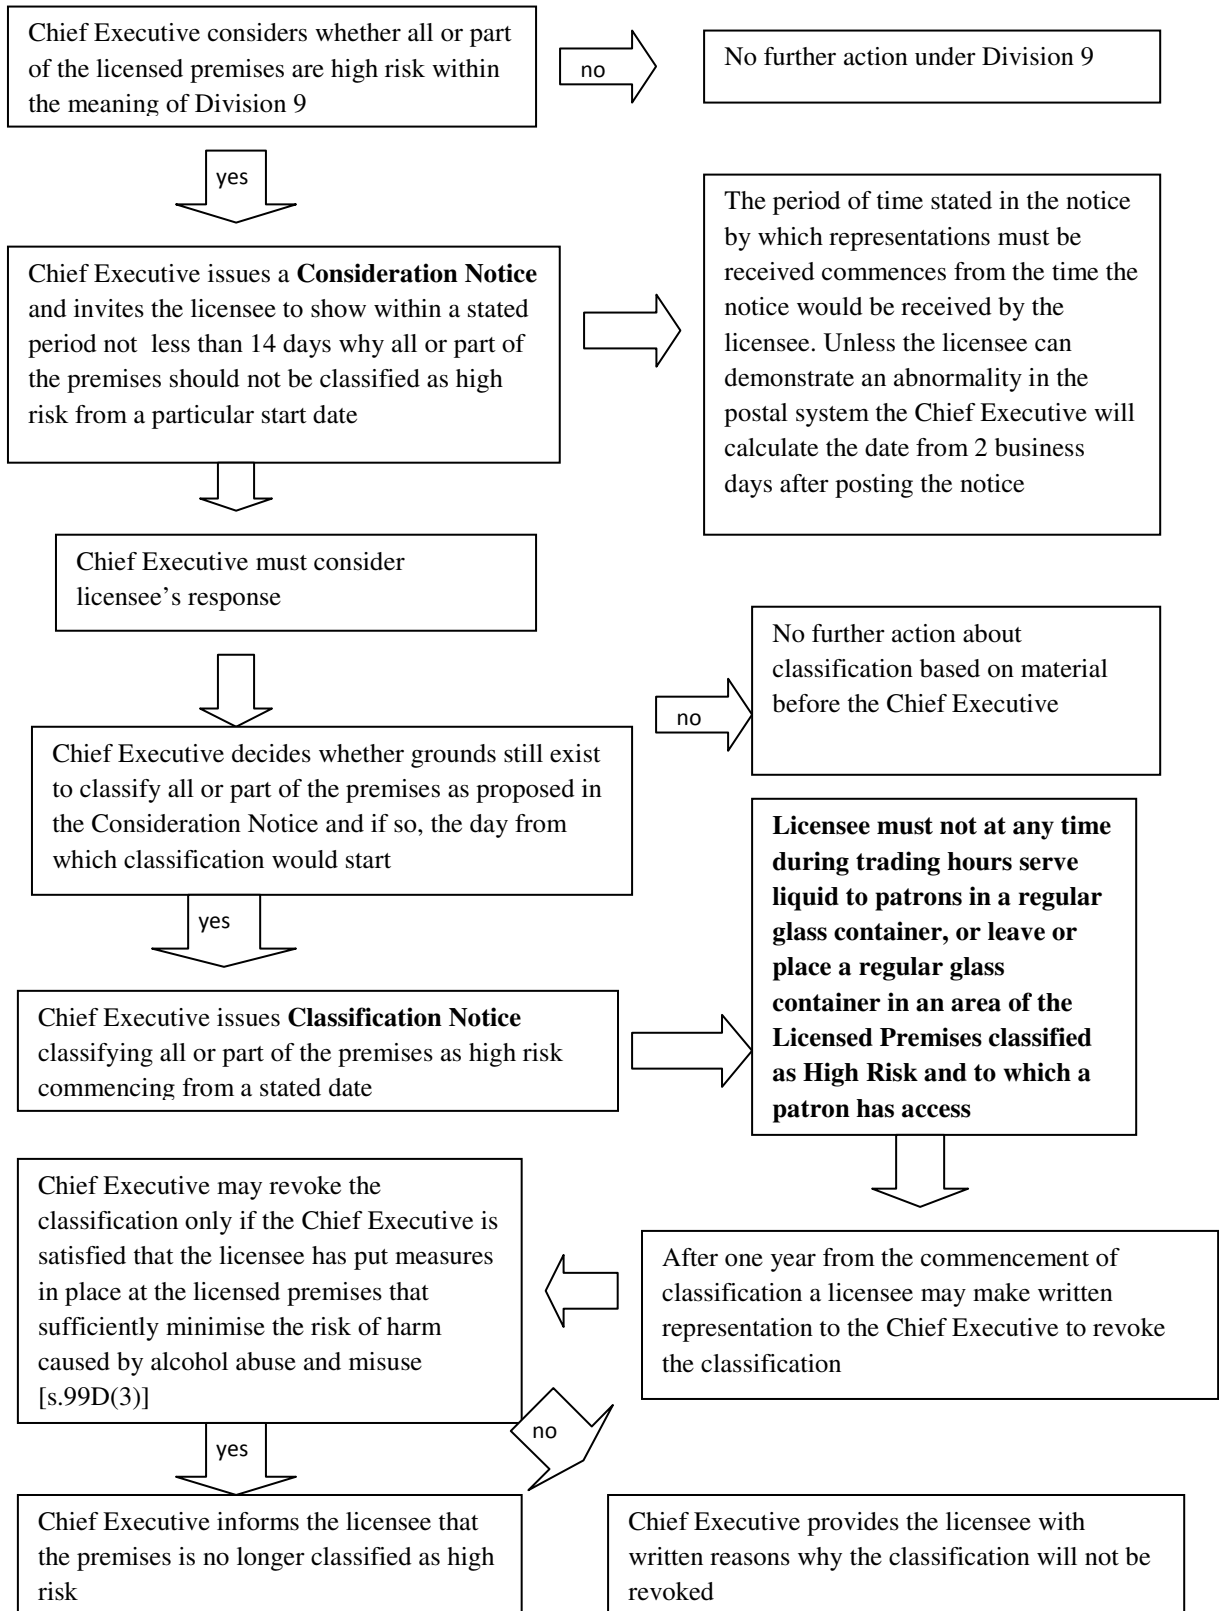 Chief Executive considers whether all or part
of the licensed premises are high risk within
the meaning of Division 9
no
No further action under Division 9
yes
Chief Executive issues a Consideration Notice
and invites the licensee to show within a stated
period not  less than 14 days why all or part of
the premises should not be classified as high
risk from a particular start date
The period of time stated in the notice
by which representations must be
received commences from the time the
notice would be received by the
licensee. Unless the licensee can
demonstrate an abnormality in the
postal system the Chief Executive will
calculate the date from 2 business
days after posting the notice
Chief Executive must consider
licensee’s response
Chief Executive decides whether grounds still exist
to classify all or part of the premises as proposed in
the Consideration Notice and if so, the day from
which classification would start
no
No further action about
classification based on material
before the Chief Executive
yes
Chief Executive issues Classification Notice
classifying all or part of the premises as high risk
commencing from a stated date
Licensee must not at any time
during trading hours serve
liquid to patrons in a regular
glass container, or leave or
place a regular glass
container in an area of the
Licensed Premises classified
as High Risk and to which a
patron has access
After one year from the commencement of
classification a licensee may make written
representation to the Chief Executive to revoke
the classification
Chief Executive may revoke the
classification only if the Chief Executive is
satisfied that the licensee has put measures
in place at the licensed premises that
sufficiently minimise the risk of harm
caused by alcohol abuse and misuse
[s.99D(3)]
yes
no
Chief Executive informs the licensee that
the premises is no longer classified as high
risk
Chief Executive provides the licensee with
written reasons why the classification will not be
revoked